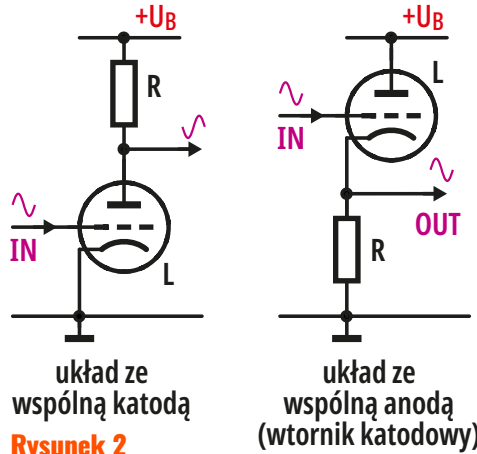 +UB
R
IN
L
układ ze
wspólną katodą
Rysunek 2
+UB
L
IN
OUT
R
układ ze
wspólną anodą
(wtornik katodowy)